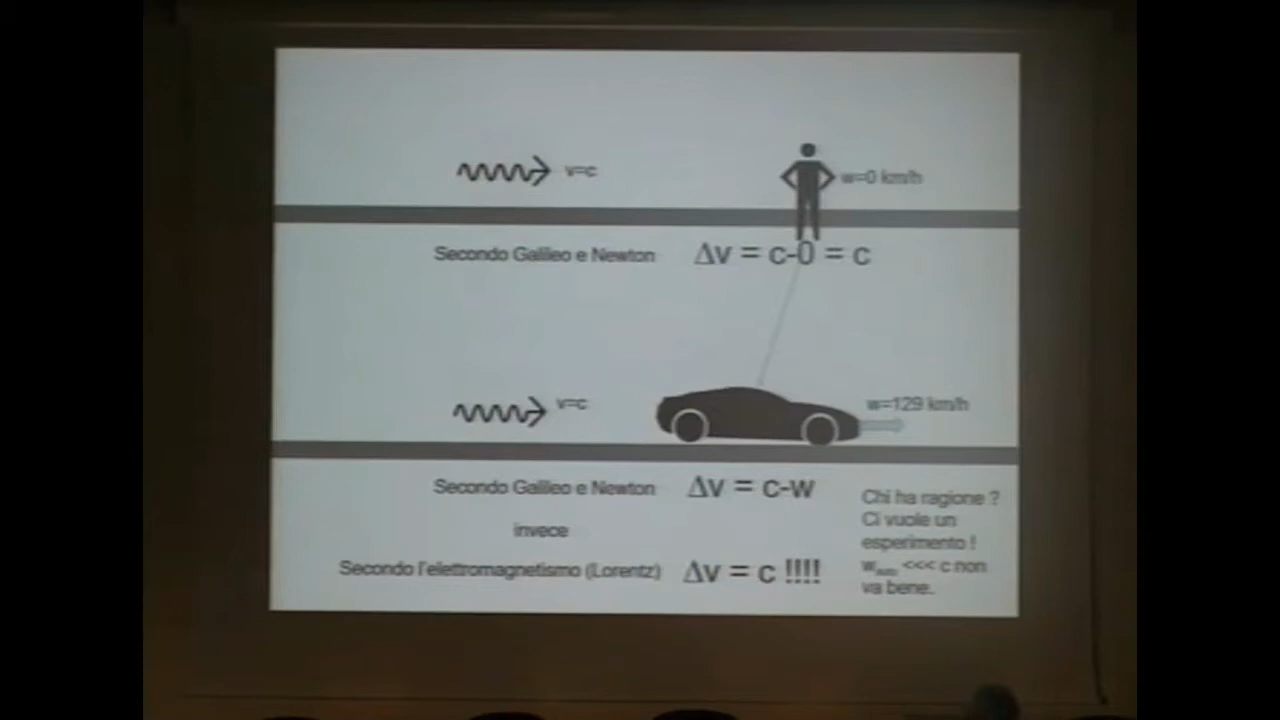 v=c
w=0 km/h
Secondo Galileo e Newton Δv = c-0 = c
v=c
w=129 km/h
Secondo Galileo e Newton Δv = c-w
invece
Secondo l'elettromagnetismo (Lorentz) Δv = c !!!!
Chi ha ragione ?
Ci vuole un
esperimento !
w <<< c non
va bene.